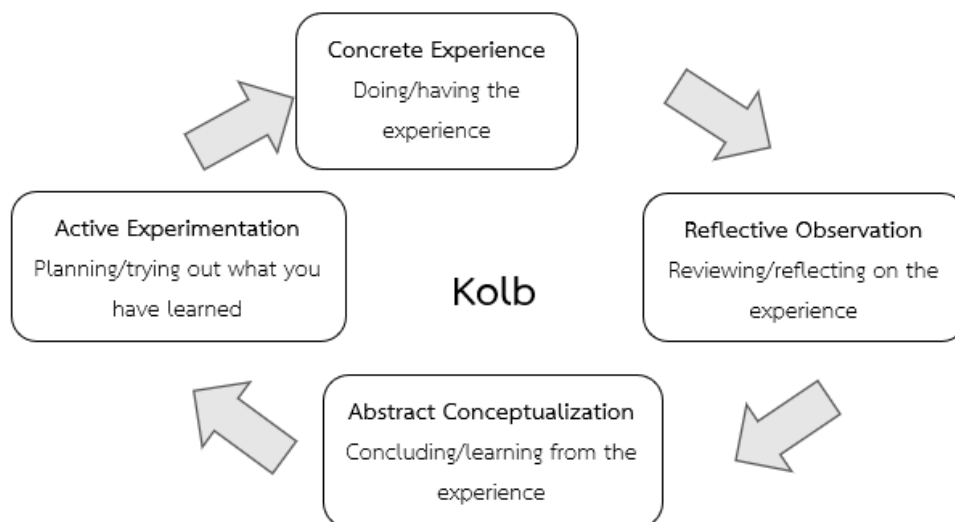 Concrete Experience
Doing/having the
experience
Active Experimentation
Planning/trying out what you
have learned
Reflective Observation
Reviewing/reflecting on the
experience
Kolb
Abstract Conceptualization
Concluding/learning from the
experience